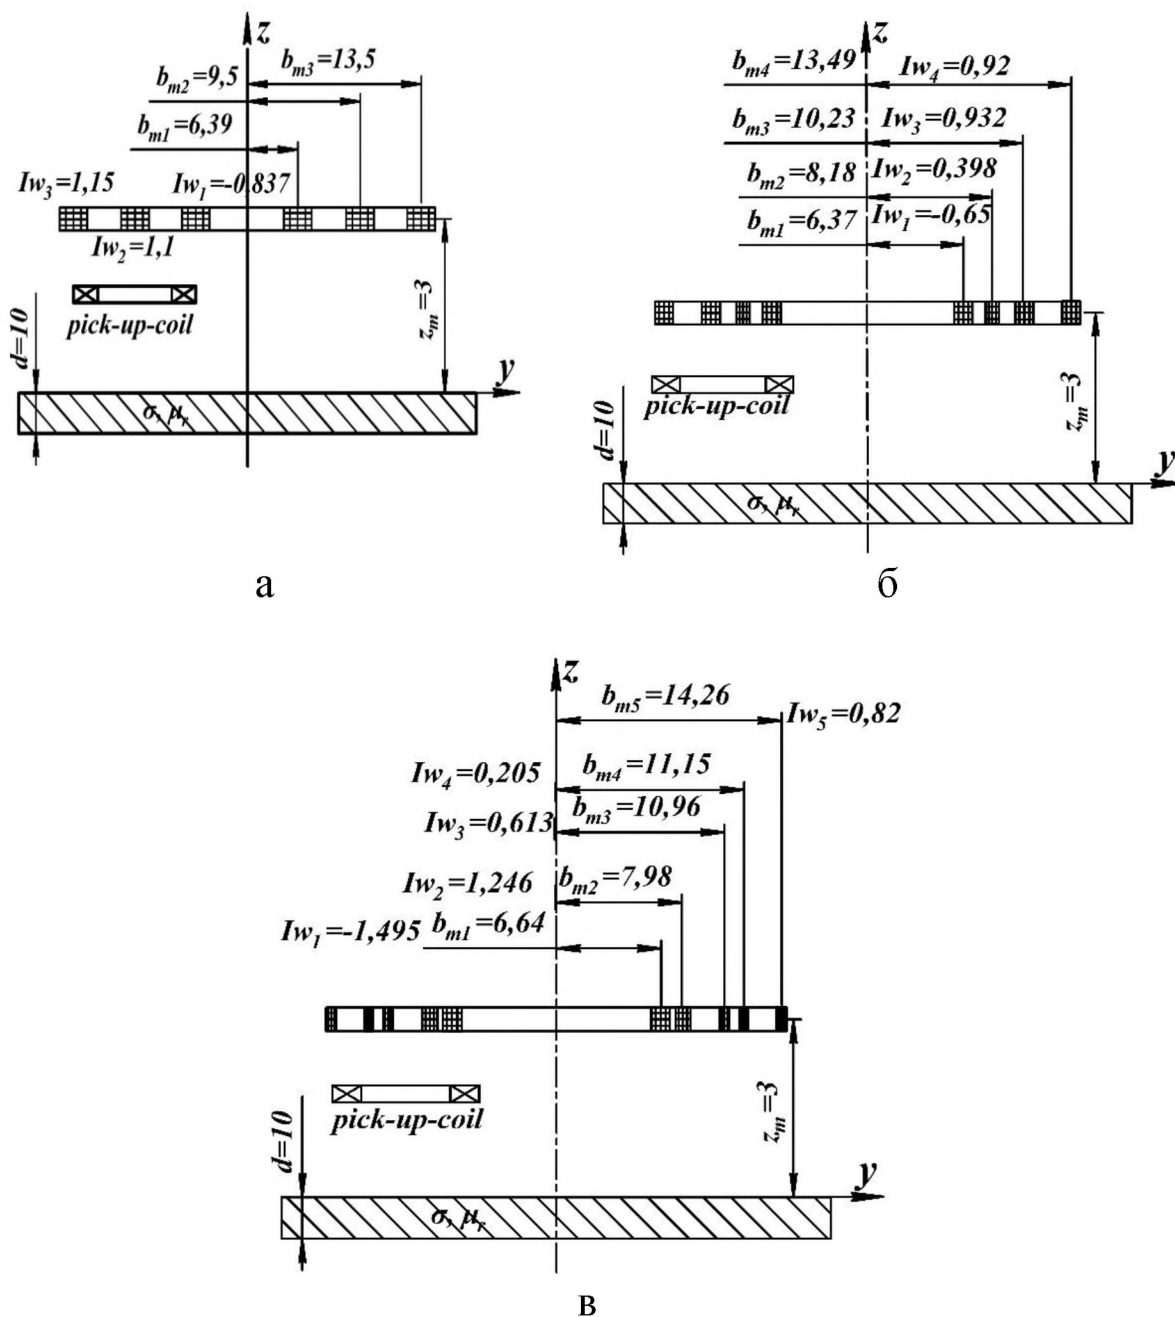 z
b_m3=13,5
b_m2=9,5
b_m1=6,39
Iw_3=1,15 Iw_1=-0,837
Iw_2=1,1
pick-up-coil
d=10
z_m=3
y
σ, μ_r
а
z
b_m4=13,49 Iw_4=0,92
b_m3=10,23 Iw_3=0,932
b_m2=8,18 Iw_2=0,398
b_m1=6,37 Iw_1=-0,65
pick-up-coil
d=10
z_m=3
y
σ, μ_r
б
z
b_m5=14,26
Iw_5=0,82
Iw_4=0,205 b_m4=11,15
Iw_3=0,613 b_m3=10,96
Iw_2=1,246 b_m2=7,98
Iw_1=-1,495 b_m1=6,64
pick-up-coil
d=10
z_m=3
y
σ, μ_r
в